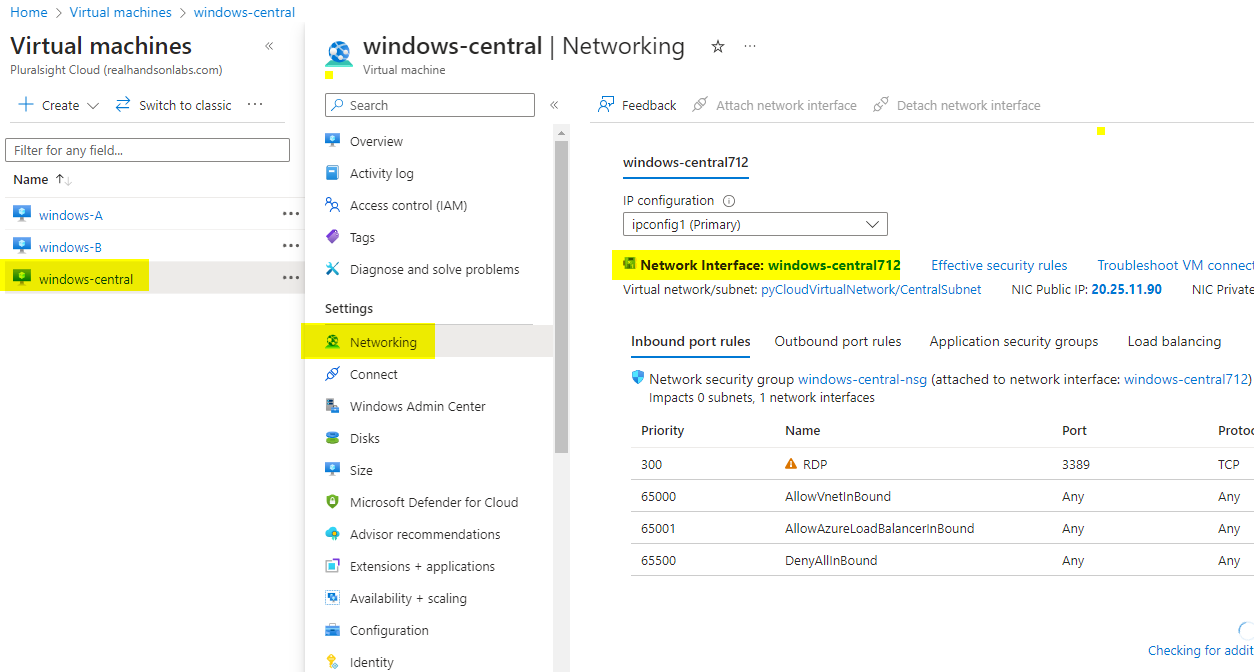 Home > Virtual machines > windows-central
Virtual machines
Pluralsight Cloud (realhandsonlabs.com)
Create
Switch to classic
Filter for any field...
Name
windows-A
windows-B
windows-central
windows-central | Networking
Virtual machine
Search
Overview
Activity log
Access control (IAM)
Tags
Diagnose and solve problems
Settings
Networking
Connect
Windows Admin Center
Disks
Size
Microsoft Defender for Cloud
Advisor recommendations
Extensions + applications
Availability + scaling
Configuration
Identity
Feedback Attach network interface Detach network interface
windows-central712
IP configuration
ipconfig1 (Primary)
Network Interface: windows-central712 Effective security rules Troubleshoot VM connect
Virtual network/subnet: pyCloudVirtualNetwork/CentralSubnet NIC Public IP: 20.25.11.90 NIC Private
Inbound port rules Outbound port rules Application security groups Load balancing
Network security group windows-central-nsg (attached to network interface: windows-central712)
Impacts 0 subnets, 1 network interfaces
Priority Name Port Protoc
300 RDP 3389 TCP
65000 AllowVnetInBound Any Any
65001 AllowAzureLoadBalancerInBound Any Any
65500 DenyAllInBound Any Any
Checking for addit